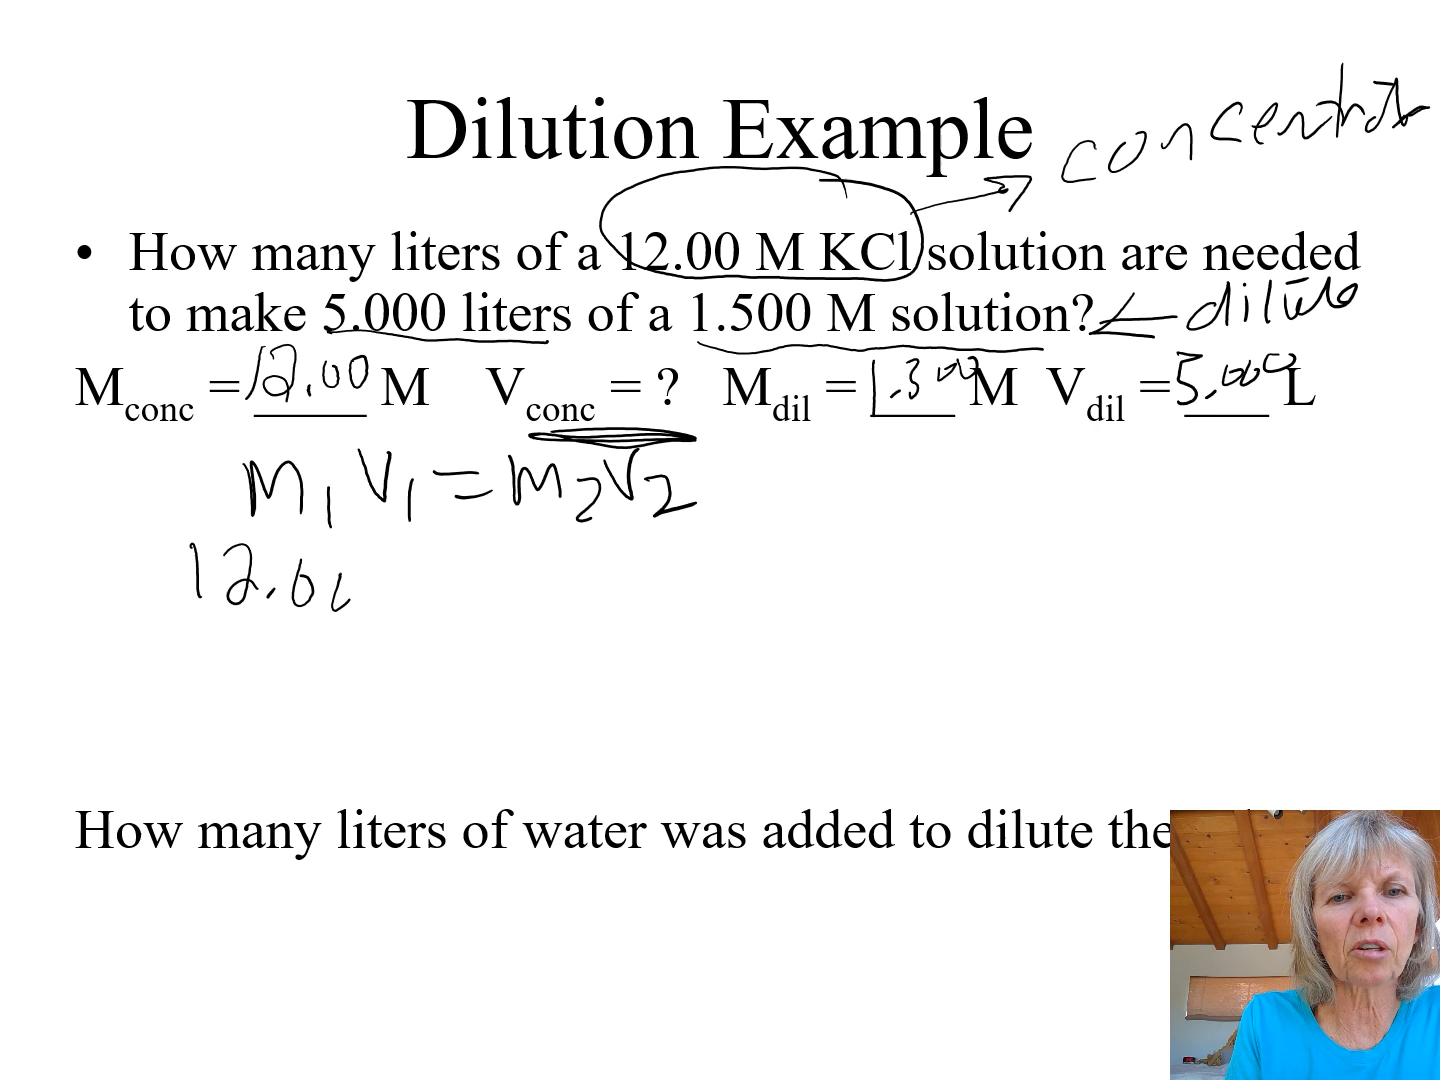 Dilution Example
concentrate
• How many liters of a 12.00 M KCl solution are needed
to make 5.000 liters of a 1.500 M solution? ← dilute
Mconc = 12.00 M Vconc = ? Mdil = 1.500 M Vdil = 5.000 L
M1V1 = M2V2
12.00
How many liters of water was added to dilute the